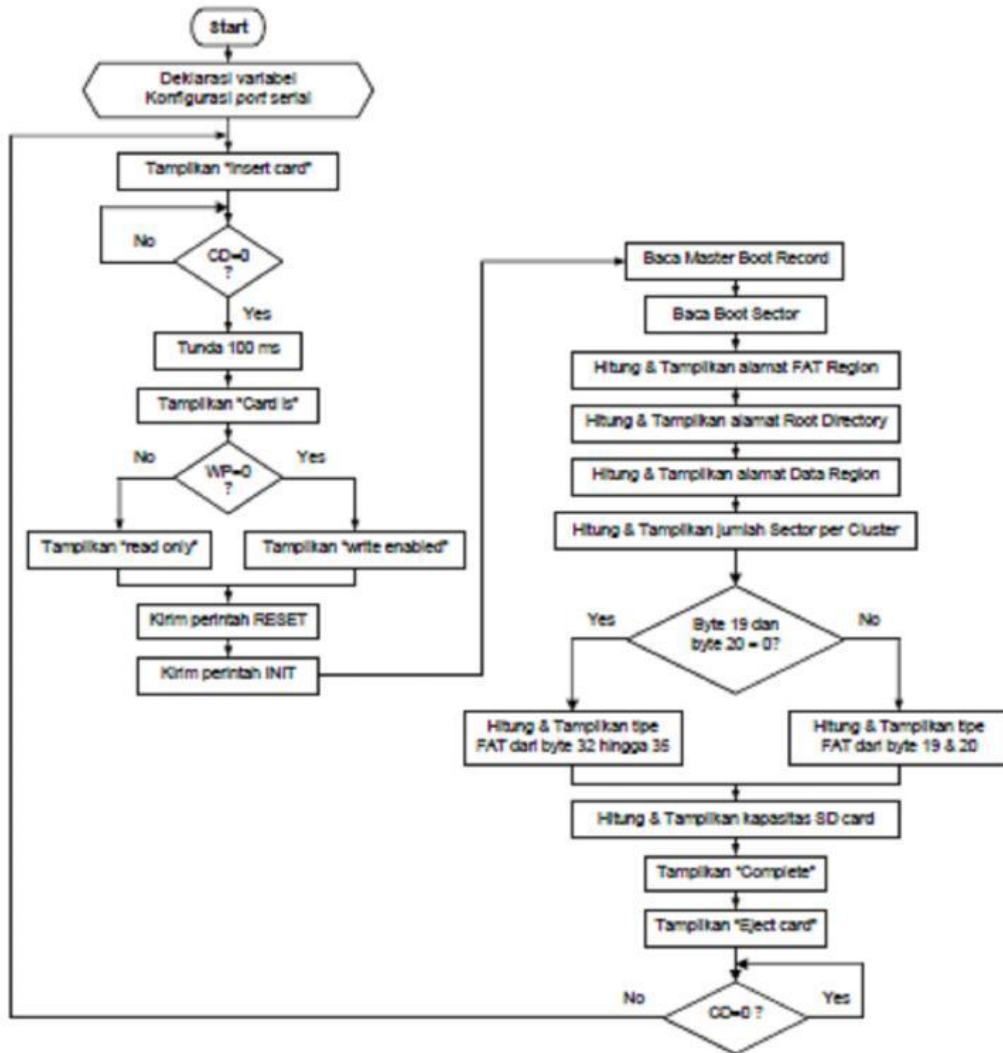 Start
Deklarasi variabel
Konfigurasi port serial
Tampilkan "Insert card"
No
CD=0
?
Yes
Tunda 100 ms
Tampilkan "Card is"
No
WP=0
?
Yes
Tampilkan "read only"
Tampilkan "write enabled"
Kirim perintah RESET
Kirim perintah INIT
Baca Master Boot Record
Baca Boot Sector
Hitung & Tampilkan alamat FAT Region
Hitung & Tampilkan alamat Root Directory
Hitung & Tampilkan alamat Data Region
Hitung & Tampilkan jumlah Sector per Cluster
Yes
Byte 19 dan
byte 20 = 0?
No
Hitung & Tampilkan tipe
FAT dari byte 32 hingga 35
Hitung & Tampilkan tipe
FAT dari byte 19 & 20
Hitung & Tampilkan kapasitas SD card
Tampilkan "Complete"
Tampilkan "Eject card"
No
CD=0 ?
Yes